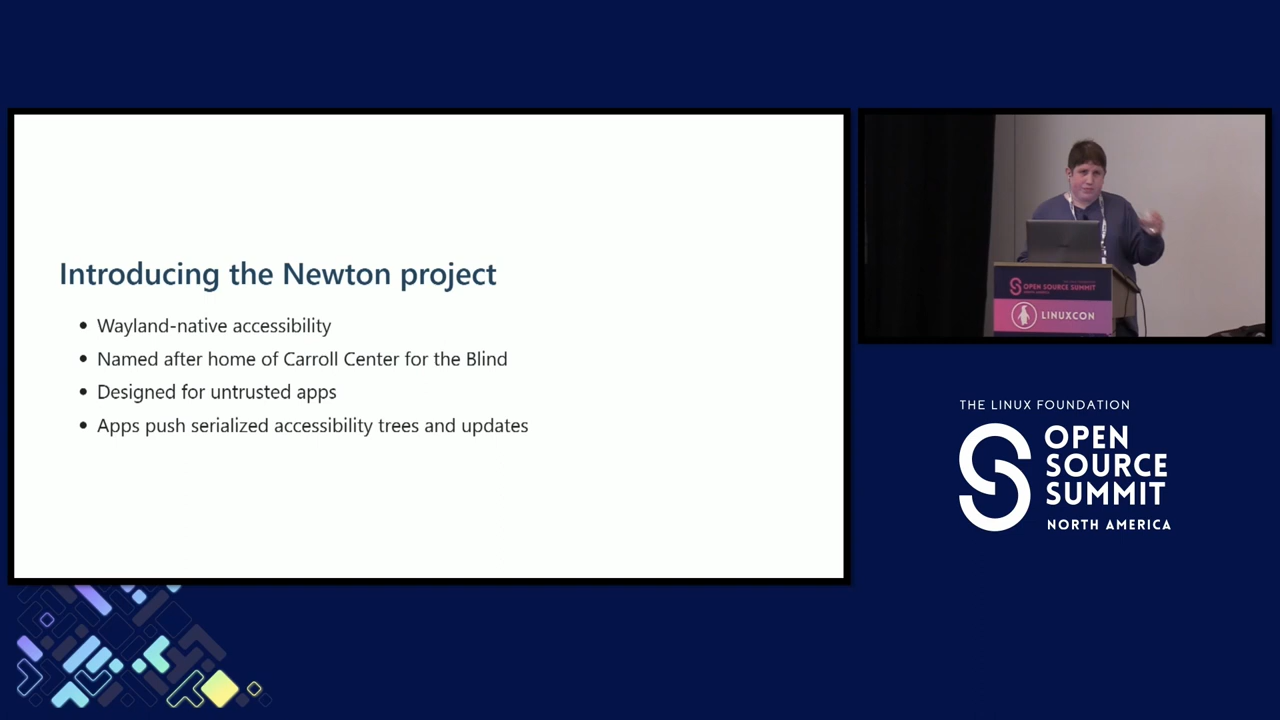 Introducing the Newton project
• Wayland-native accessibility
• Named after home of Carroll Center for the Blind
• Designed for untrusted apps
• Apps push serialized accessibility trees and updates
OPEN SOURCE SUMMIT
LINUXCON
THE LINUX FOUNDATION
OPEN
SOURCE
SUMMIT
NORTH AMERICA